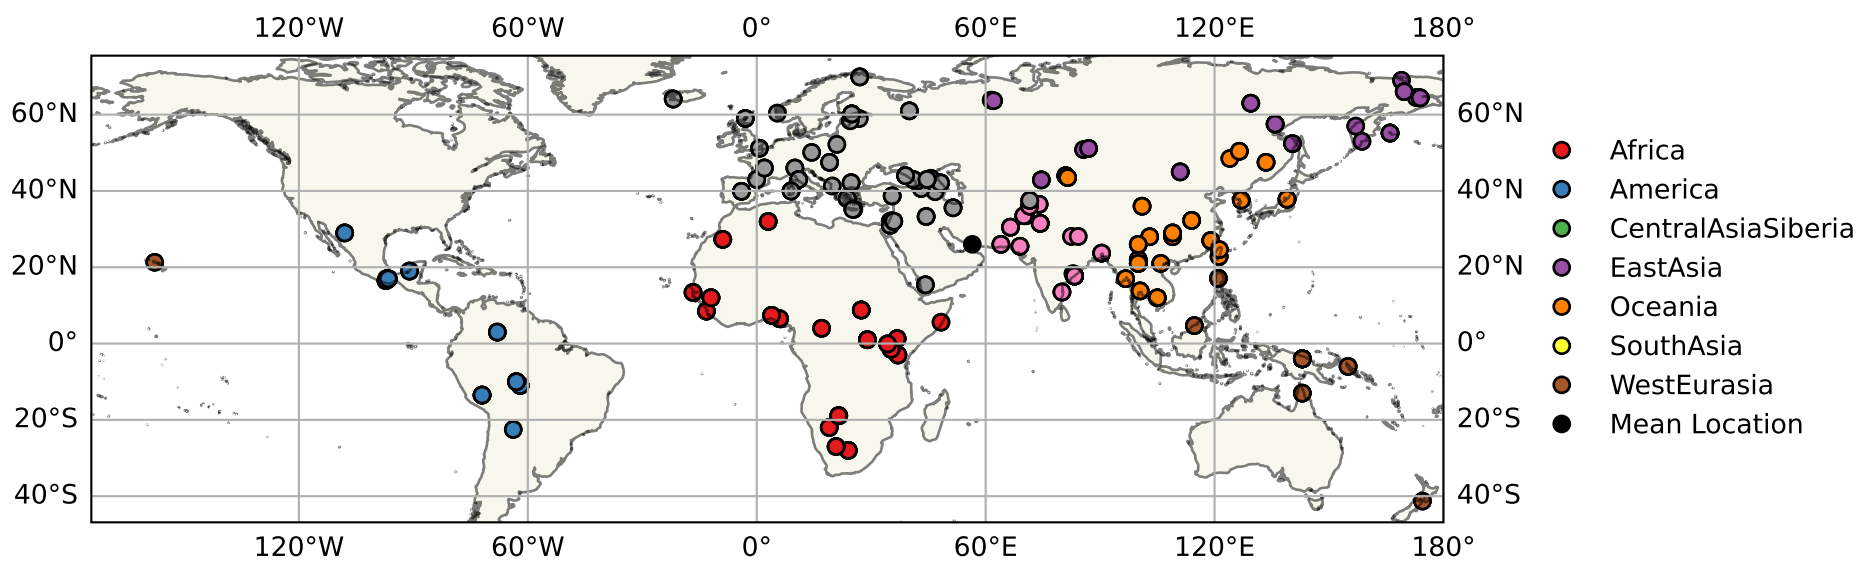 120°W 60°W 0° 60°E 120°E 180°
60°N 60°N
40°N 40°N
20°N 20°N
0° 0°
20°S 20°S
40°S 40°S
120°W 60°W 0° 60°E 120°E 180°
Africa
America
CentralAsiaSiberia
EastAsia
Oceania
SouthAsia
WestEurasia
Mean Location